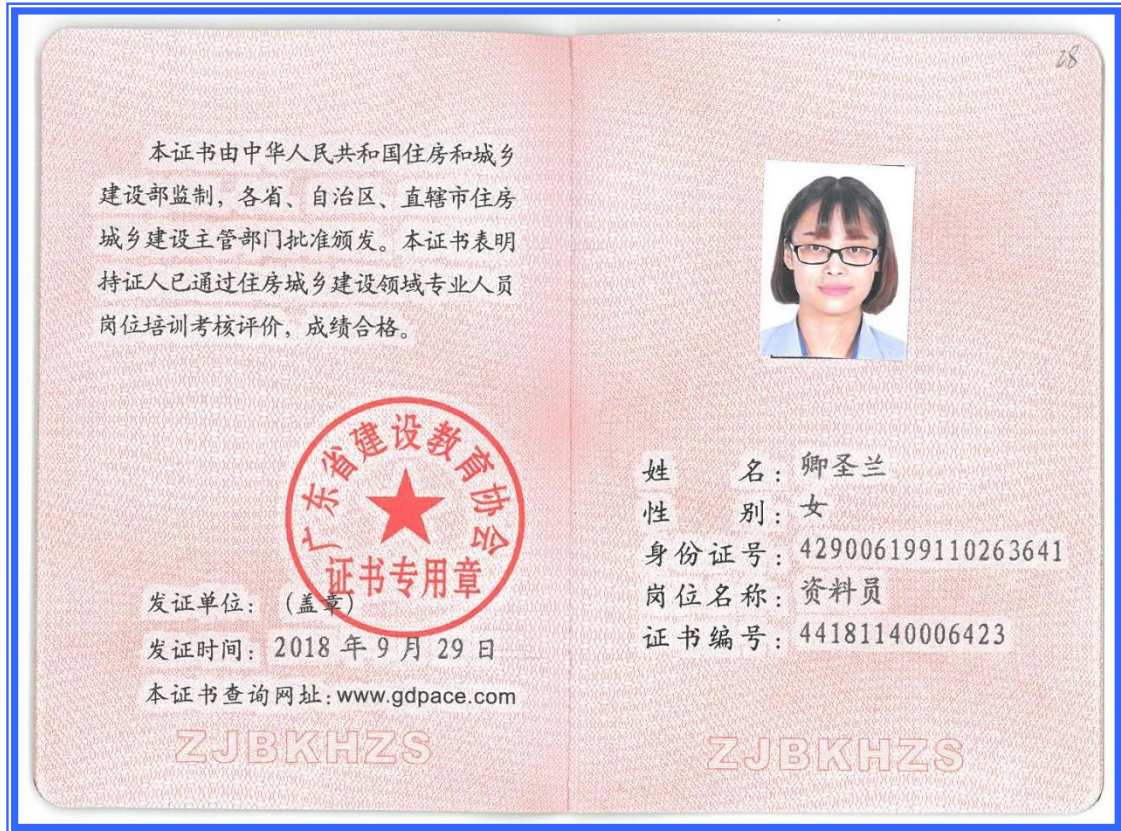 28
本证书由中华人民共和国住房和城乡
建设部监制，各省、自治区、直辖市住房
城乡建设主管部门批准颁发。本证书表明
持证人已通过住房城乡建设领域专业人员
岗位培训考核评价，成绩合格。
广东省建设教育协会
证书专用章
发证单位：（盖章）
发证时间：2018 年 9 月 29 日
本证书查询网址：www.gdpace.com
ZJBKHZS
姓 名：卿圣兰
性 别：女
身份证号：429006199110263641
岗位名称：资料员
证书编号：44181140006423
ZJBKHZS